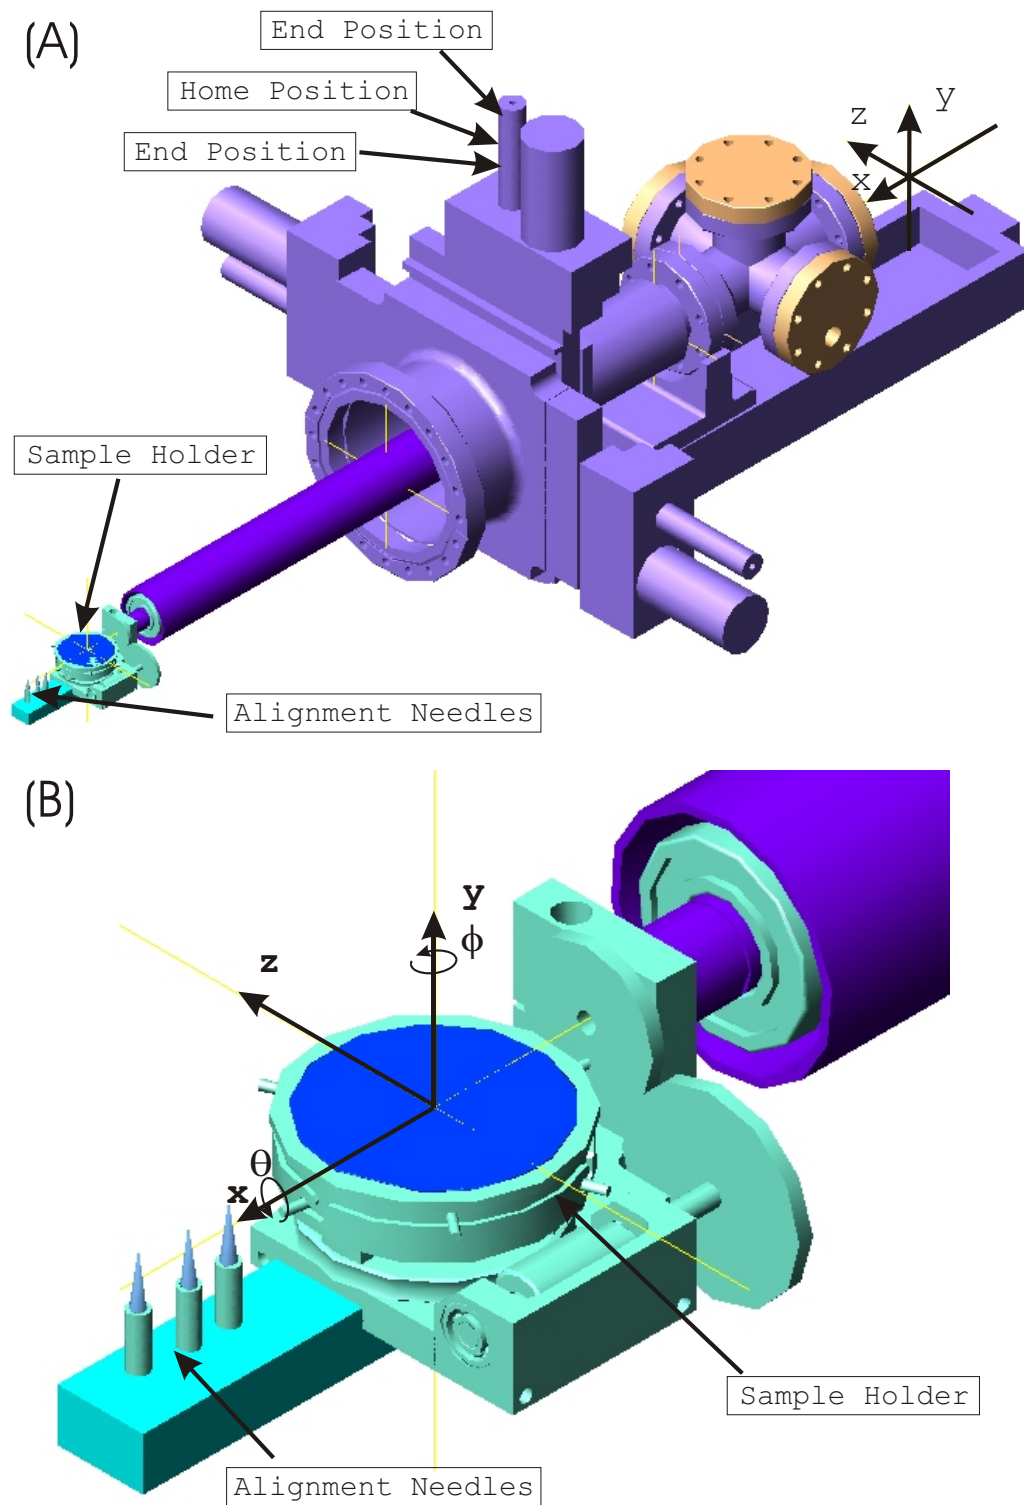 (A)
End Position
Home Position
End Position
y
z
x
Sample Holder
Alignment Needles
(B)
y
ϕ
z
θ
x
Sample Holder
Alignment Needles